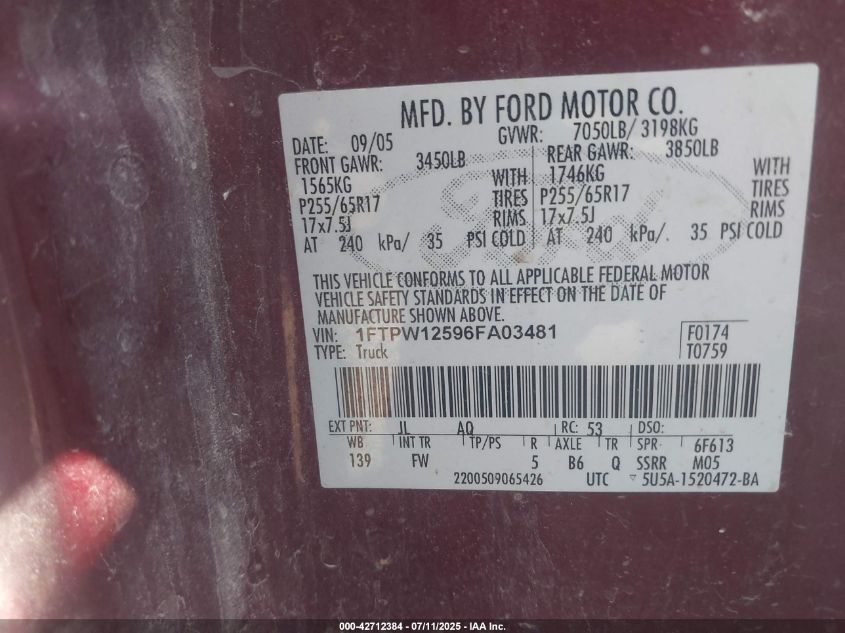 MFD. BY FORD MOTOR CO.
DATE: 09/05 GVWR: 7050LB/ 3198KG
FRONT GAWR: 3450LB REAR GAWR: 3850LB
1565KG WITH 1746KG WITH
P255/65R17 TIRES P255/65R17 TIRES
17x7.5J RIMS 17x7.5J RIMS
AT 240 kPa/ 35 PSI COLD AT 240 kPa/. 35 PSI COLD
Ford
THIS VEHICLE CONFORMS TO ALL APPLICABLE FEDERAL MOTOR
VEHICLE SAFETY STANDARDS IN EFFECT ON THE DATE OF
MANUFACTURE SHOWN ABOVE.
VIN: 1FTPW12596FA03481 F0174
TYPE: Truck T0759
EXT PNT: JL AQ RC: 53 DSO:
WB INT TR TP/PS R AXLE TR SPR 6F613
139 FW 5 B6 Q SSRR M05
2200509065426 UTC 5U5A-1520472-BA
000-42712384 - 07/11/2025 - IAA Inc.